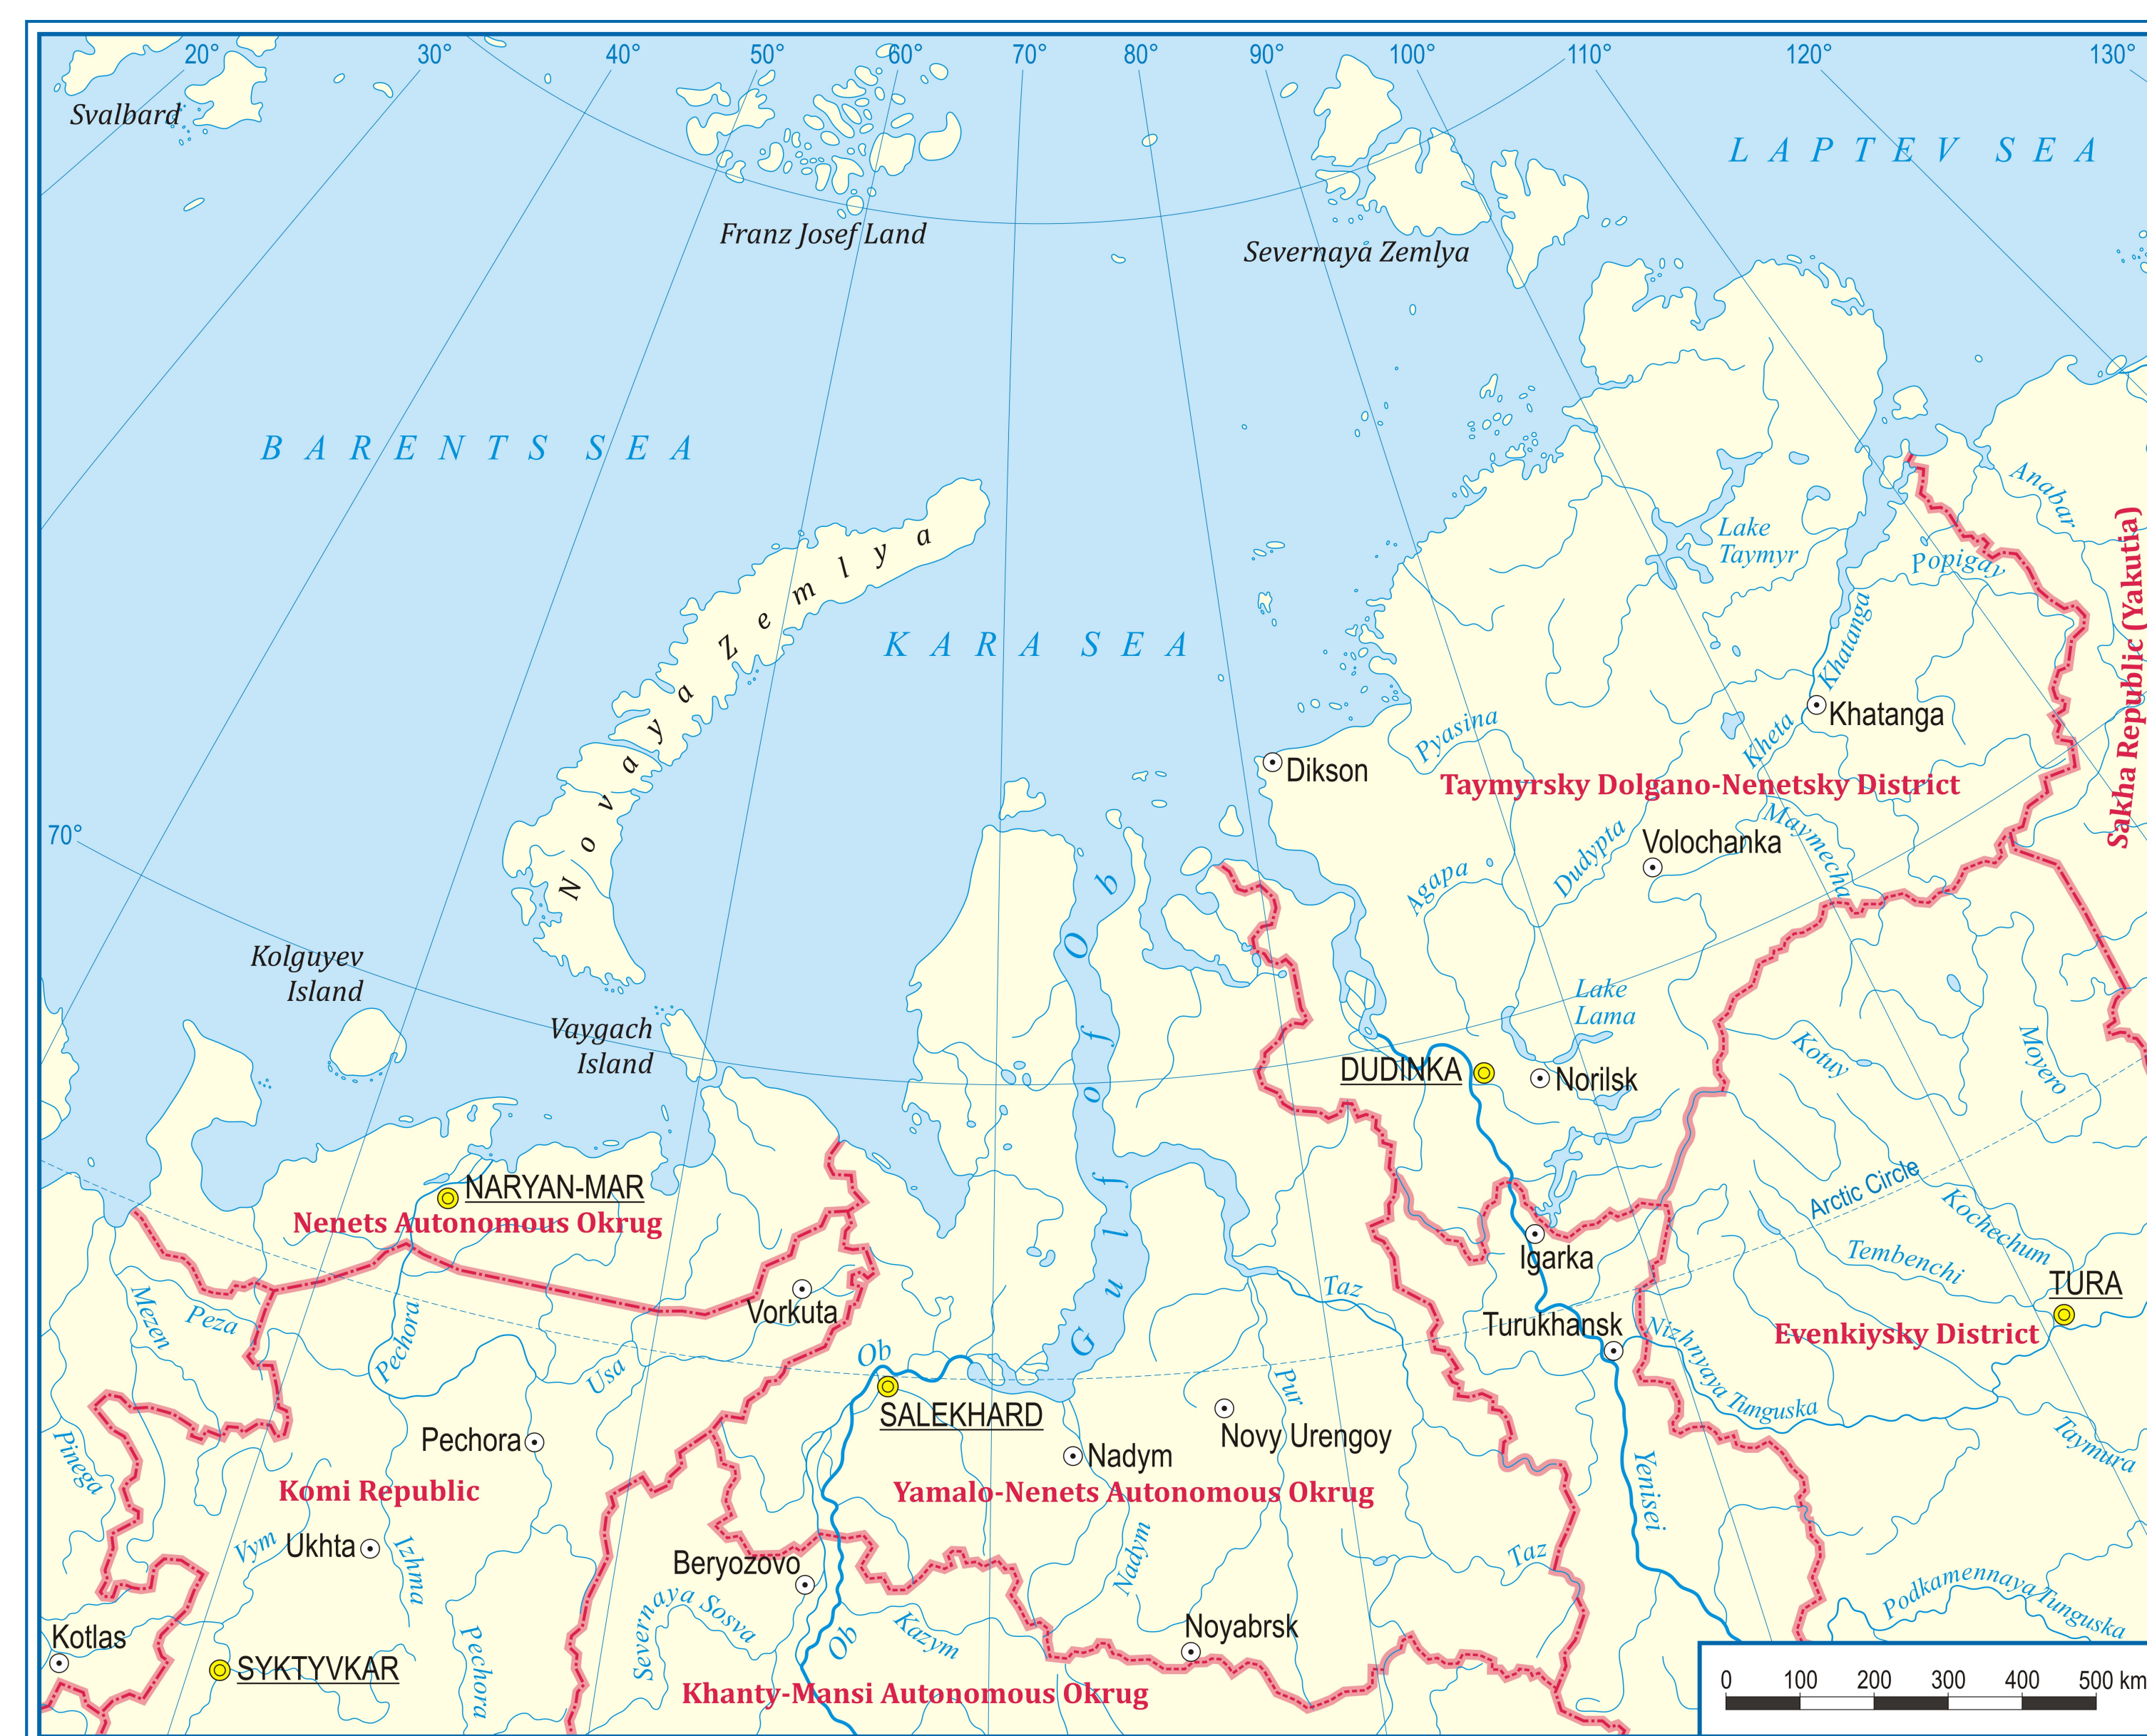 20°
30°
40°
50°
60°
70°
80°
90°
100°
110°
120°
130°
Svalbard
LAPTEV SEA
Franz Josef Land
Severnaya Zemlya
BARENTS SEA
Anabar
Lake
Taymyr
Popigay
Novaya Zemlya
KARA SEA
Khatanga
Sakha Republic (Yakutia)
Khatanga
Pyasina
Kheta
Dikson
Taymyrsky Dolgano-Nenetsky District
70°
Maymecha
Volochanka
Dudypta
Agapa
Gulf of Ob
Kolguyev
Island
Lake
Lama
Vaygach
Island
Kotuy
Moyero
DUDINKA
Norilsk
NARYAN-MAR
Nenets Autonomous Okrug
Arctic Circle
Kochechum
Igarka
Tembenchi
TURA
Mezen
Peza
Vorkuta
Taz
Pechora
Turukhansk
Nizhnyaya Tunguska
Evenkiysky District
Usa
Ob
Pur
SALEKHARD
Novy Urengoy
Pechora
Nadym
Taymura
Pinega
Komi Republic
Yamalo-Nenets Autonomous Okrug
Yenisei
Vym
Ukhta
Izhma
Beryozovo
Nadym
Taz
Podkamennaya Tunguska
Severnaya Sosva
Kazym
Ob
Kotlas
Noyabrsk
Pechora
SYKTYVKAR
Khanty-Mansi Autonomous Okrug
0 100 200 300 400 500 km